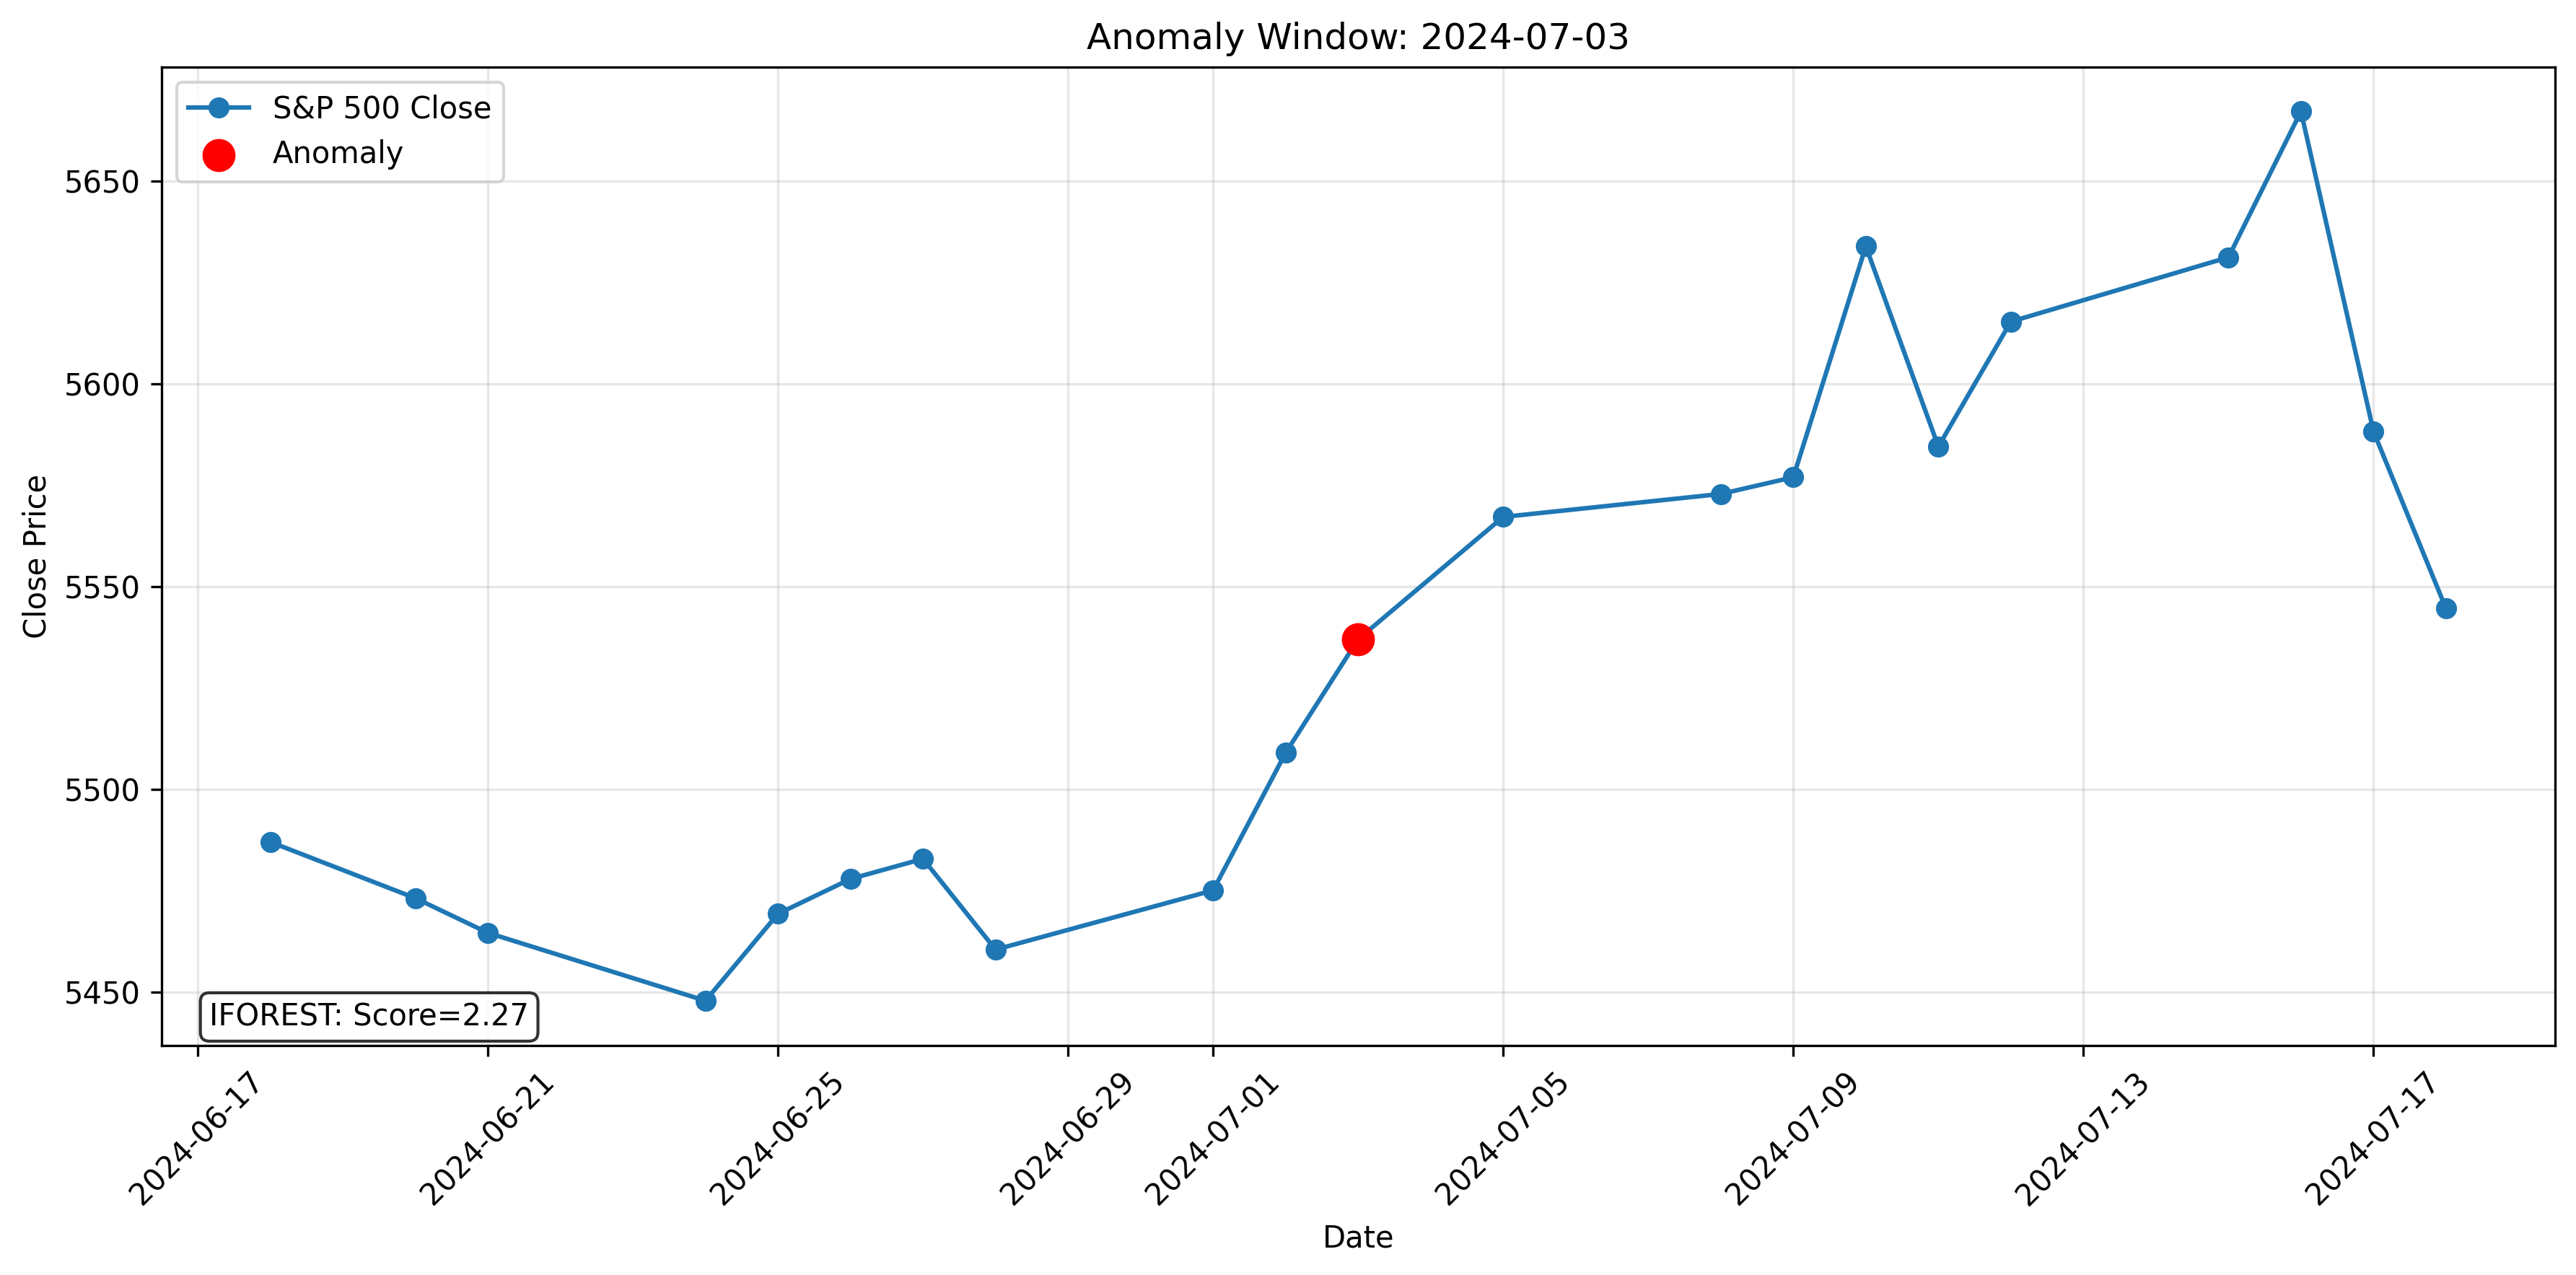 Anomaly Window: 2024-07-03
S&P 500 Close
Anomaly
5650
5600
5550
5500
5450
Close Price
IFOREST: Score=2.27
2024-06-17
2024-06-21
2024-06-25
2024-06-29
2024-07-01
2024-07-05
2024-07-09
2024-07-13
2024-07-17
Date